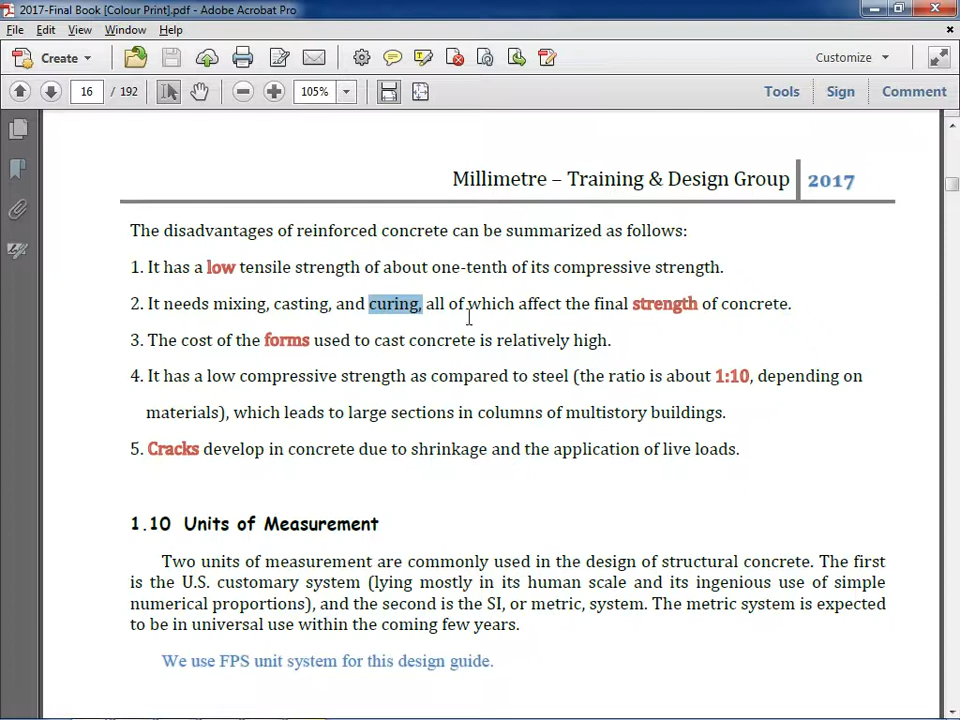 2017-Final Book [Colour Print].pdf - Adobe Acrobat Pro
File Edit View Window Help
Create Customize
16 / 192 105% Tools Sign Comment
Millimetre – Training & Design Group 2017
The disadvantages of reinforced concrete can be summarized as follows:
1. It has a low tensile strength of about one-tenth of its compressive strength.
2. It needs mixing, casting, and curing, all of which affect the final strength of concrete.
3. The cost of the forms used to cast concrete is relatively high.
4. It has a low compressive strength as compared to steel (the ratio is about 1:10, depending on
materials), which leads to large sections in columns of multistory buildings.
5. Cracks develop in concrete due to shrinkage and the application of live loads.
1.10 Units of Measurement
Two units of measurement are commonly used in the design of structural concrete. The first
is the U.S. customary system (lying mostly in its human scale and its ingenious use of simple
numerical proportions), and the second is the SI, or metric, system. The metric system is expected
to be in universal use within the coming few years.
We use FPS unit system for this design guide.